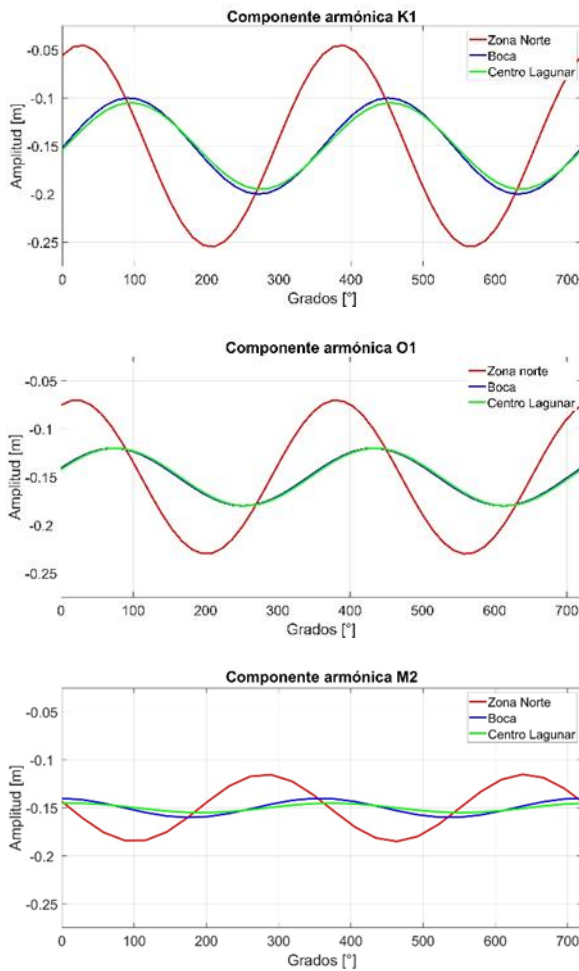 Componente armónica K1
Zona Norte
Boca
Centro Lagunar
Amplitud [m]
-0.05
-0.1
-0.15
-0.2
-0.25
0 100 200 300 400 500 600 700
Grados [°]
Componente armónica O1
Zona norte
Boca
Centro Lagunar
Amplitud [m]
-0.05
-0.1
-0.15
-0.2
-0.25
0 100 200 300 400 500 600 700
Grados [°]
Componente armónica M2
Zona Norte
Boca
Centro Lagunar
Amplitud [m]
-0.05
-0.1
-0.15
-0.2
-0.25
0 100 200 300 400 500 600 700
Grados [°]